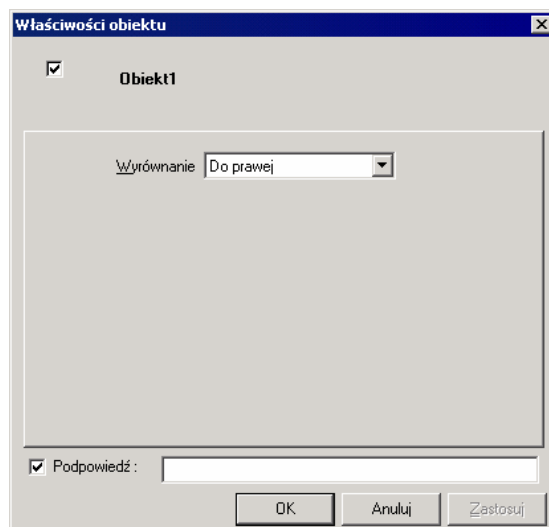 Właściwości obiektu
Obiekt1
Wyrównanie Do prawej
Podpowiedź :
OK Anuluj Zastosuj